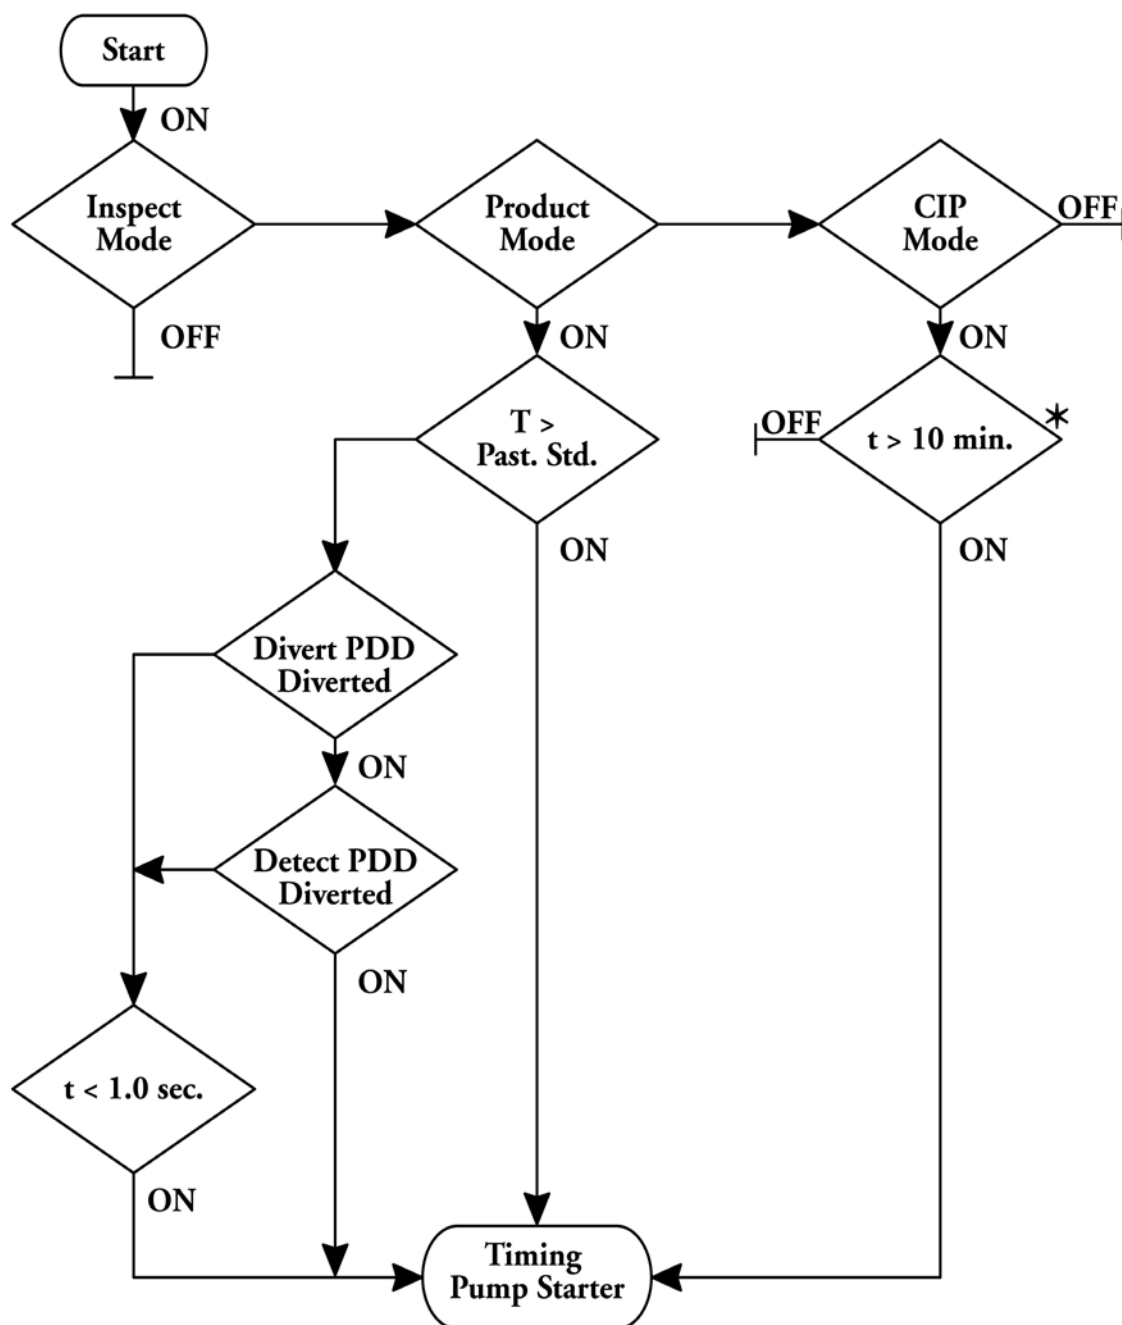 Start
ON
Inspect
Mode
OFF
Product
Mode
ON
CIP
Mode
OFF
ON
T >
Past. Std.
ON
OFF
t > 10 min.
*
ON
Divert PDD
Diverted
ON
Detect PDD
Diverted
ON
t < 1.0 sec.
ON
Timing
Pump Starter